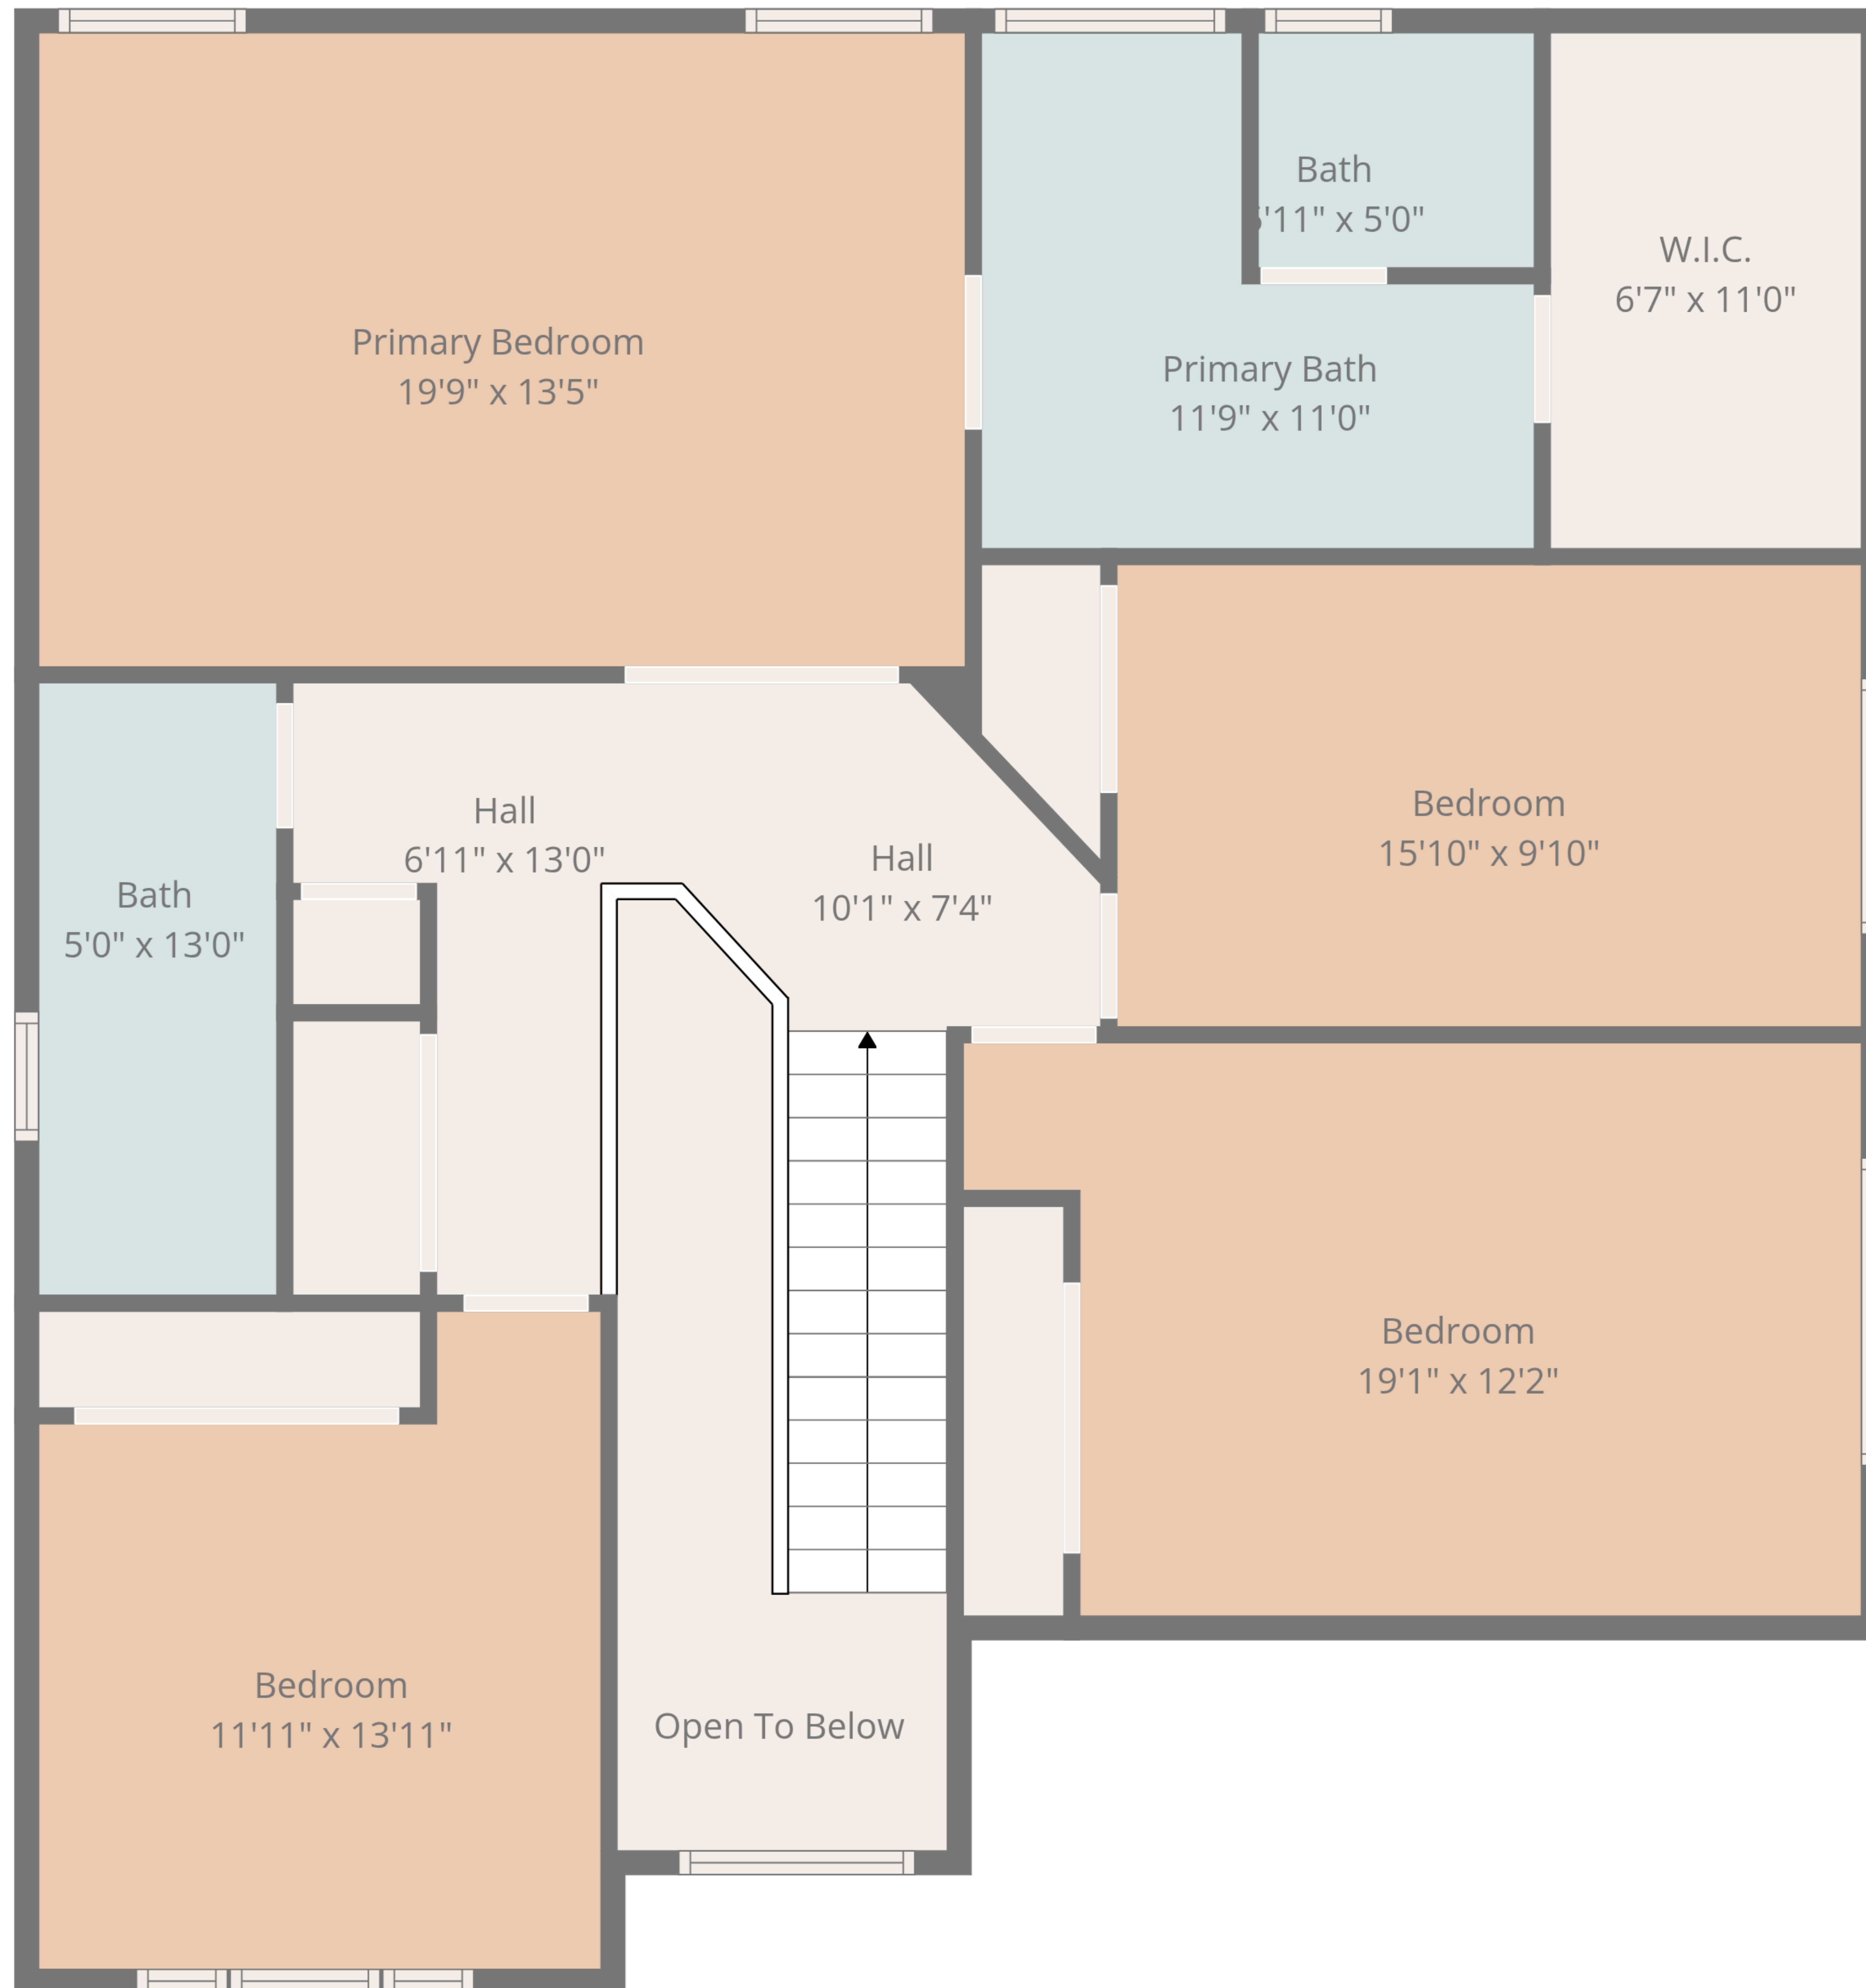 Bath
'11" x 5'0"
W.I.C.
6'7" x 11'0"
Primary Bedroom
19'9" x 13'5"
Primary Bath
11'9" x 11'0"
Hall
6'11" x 13'0"
Hall
10'1" x 7'4"
Bedroom
15'10" x 9'10"
Bath
5'0" x 13'0"
Bedroom
19'1" x 12'2"
Bedroom
11'11" x 13'11"
Open To Below